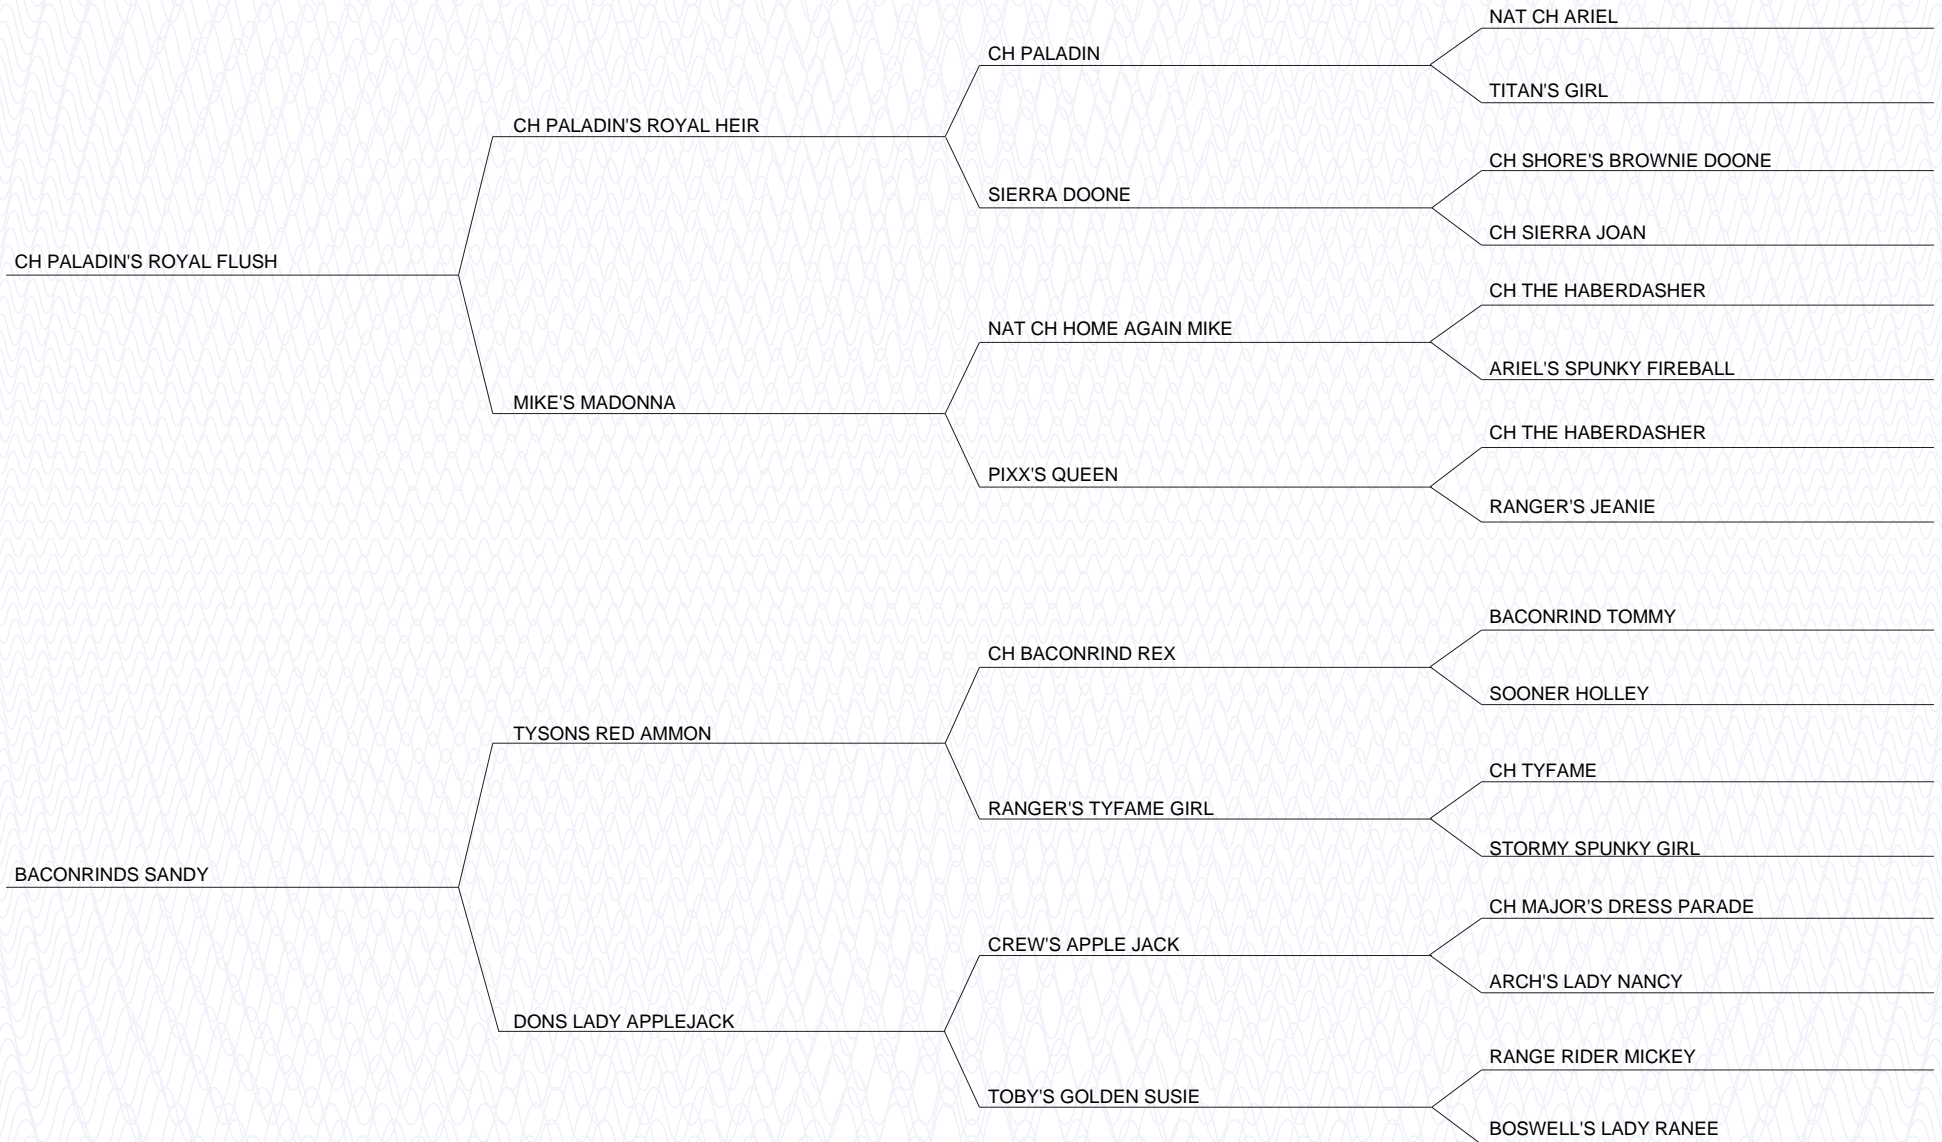 NAT CH ARIEL
CH PALADIN
TITAN'S GIRL
CH PALADIN'S ROYAL HEIR
CH SHORE'S BROWNIE DOONE
SIERRA DOONE
CH SIERRA JOAN
CH PALADIN'S ROYAL FLUSH
CH THE HABERDASHER
NAT CH HOME AGAIN MIKE
ARIEL'S SPUNKY FIREBALL
MIKE'S MADONNA
CH THE HABERDASHER
PIXX'S QUEEN
RANGER'S JEANIE
BACONRIND TOMMY
CH BACONRIND REX
SOONER HOLLEY
TYSONS RED AMMON
CH TYFAME
RANGER'S TYFAME GIRL
STORMY SPUNKY GIRL
BACONRINDS SANDY
CH MAJOR'S DRESS PARADE
CREW'S APPLE JACK
ARCH'S LADY NANCY
DONS LADY APPLEJACK
RANGE RIDER MICKEY
TOBY'S GOLDEN SUSIE
BOSWELL'S LADY RANEE